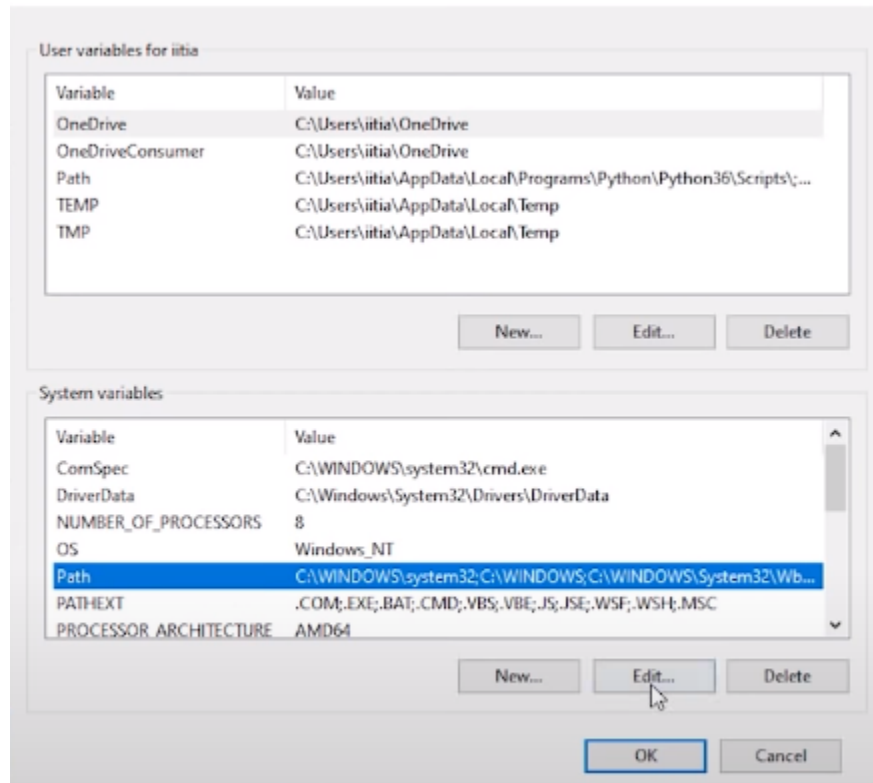 User variables for iitia
Variable Value
OneDrive C:\Users\iitia\OneDrive
OneDriveConsumer C:\Users\iitia\OneDrive
Path C:\Users\iitia\AppData\Local\Programs\Python\Python36\Scripts\;...
TEMP C:\Users\iitia\AppData\Local\Temp
TMP C:\Users\iitia\AppData\Local\Temp
New... Edit... Delete
System variables
Variable Value
ComSpec C:\WINDOWS\system32\cmd.exe
DriverData C:\Windows\System32\Drivers\DriverData
NUMBER_OF_PROCESSORS 8
OS Windows_NT
Path C:\WINDOWS\system32;C:\WINDOWS;C:\WINDOWS\System32\Wb...
PATHEXT .COM;.EXE;.BAT;.CMD;.VBS;.VBE;.JS;.JSE;.WSF;.WSH;.MSC
PROCESSOR_ARCHITECTURE AMD64
New... Edit... Delete
OK Cancel